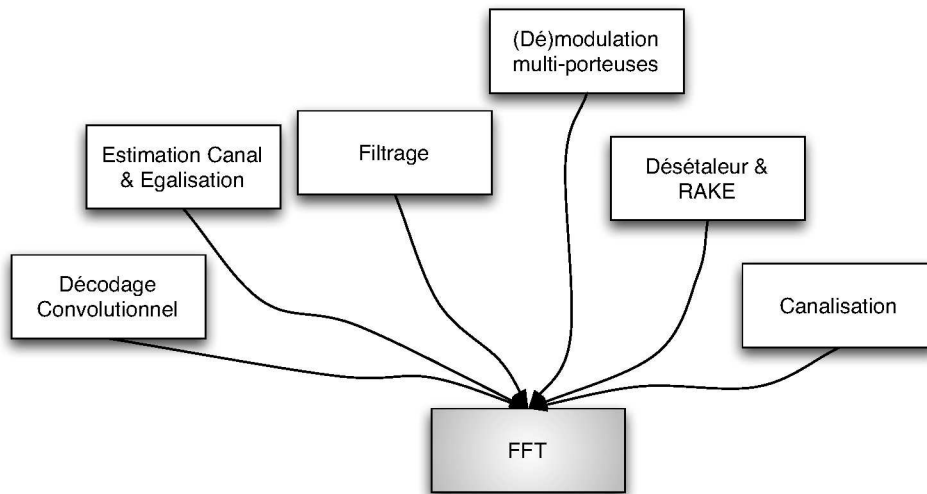 (Dé)modulation
multi-porteuses
Estimation Canal
& Egalisation
Filtrage
Désétaleur &
RAKE
Décodage
Convolutionnel
Canalisation
FFT